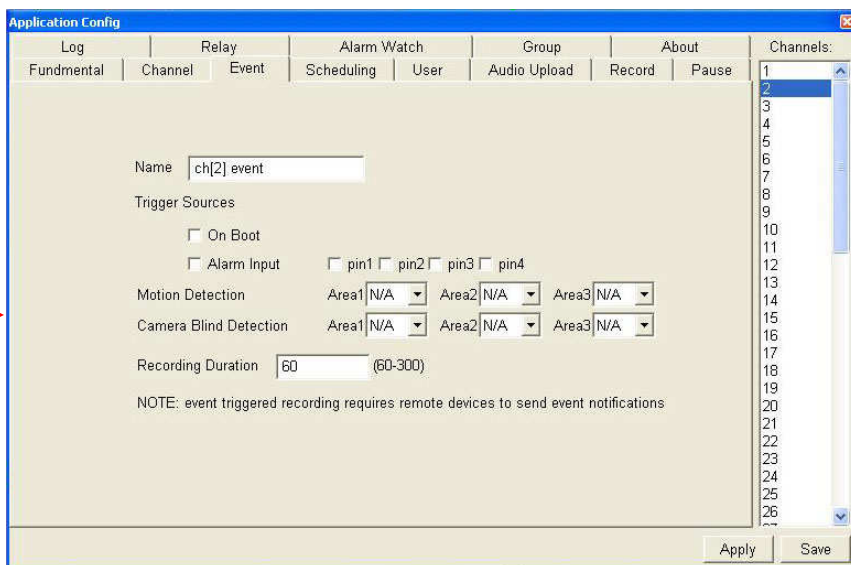 Application Config
Log Relay Alarm Watch Group About
Fundmental Channel Event Scheduling User Audio Upload Record Pause
Name ch[2] event
Trigger Sources
On Boot
Alarm Input pin1 pin2 pin3 pin4
Motion Detection Area1 N/A Area2 N/A Area3 N/A
Camera Blind Detection Area1 N/A Area2 N/A Area3 N/A
Recording Duration 60 (60-300)
NOTE: event triggered recording requires remote devices to send event notifications
Channels:
1
2
3
4
5
6
7
8
9
10
11
12
13
14
15
16
17
18
19
20
21
22
23
24
25
26
Apply Save